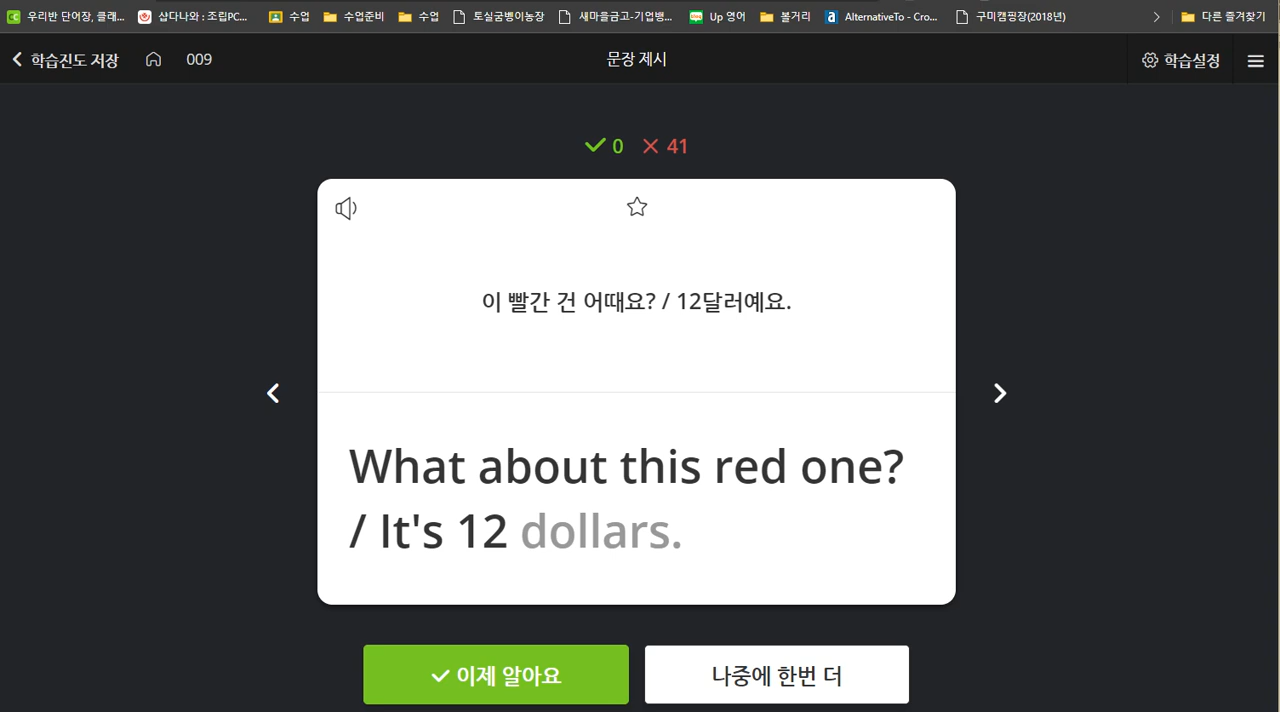 우리반 단어장, 클래... 샵다나와 : 조립PC... 수업 수업준비 수업 토실굼벵이농장 새마을금고-기업뱅... Up 영어 볼거리 AlternativeTo - Cro... 구미캠핑장(2018년) 다른 즐겨찾기
학습진도 저장 009 문장 제시 학습설정
0 41
이 빨간 건 어때요? / 12달러예요.
What about this red one?
/ It's 12 dollars.
이제 알아요 나중에 한번 더